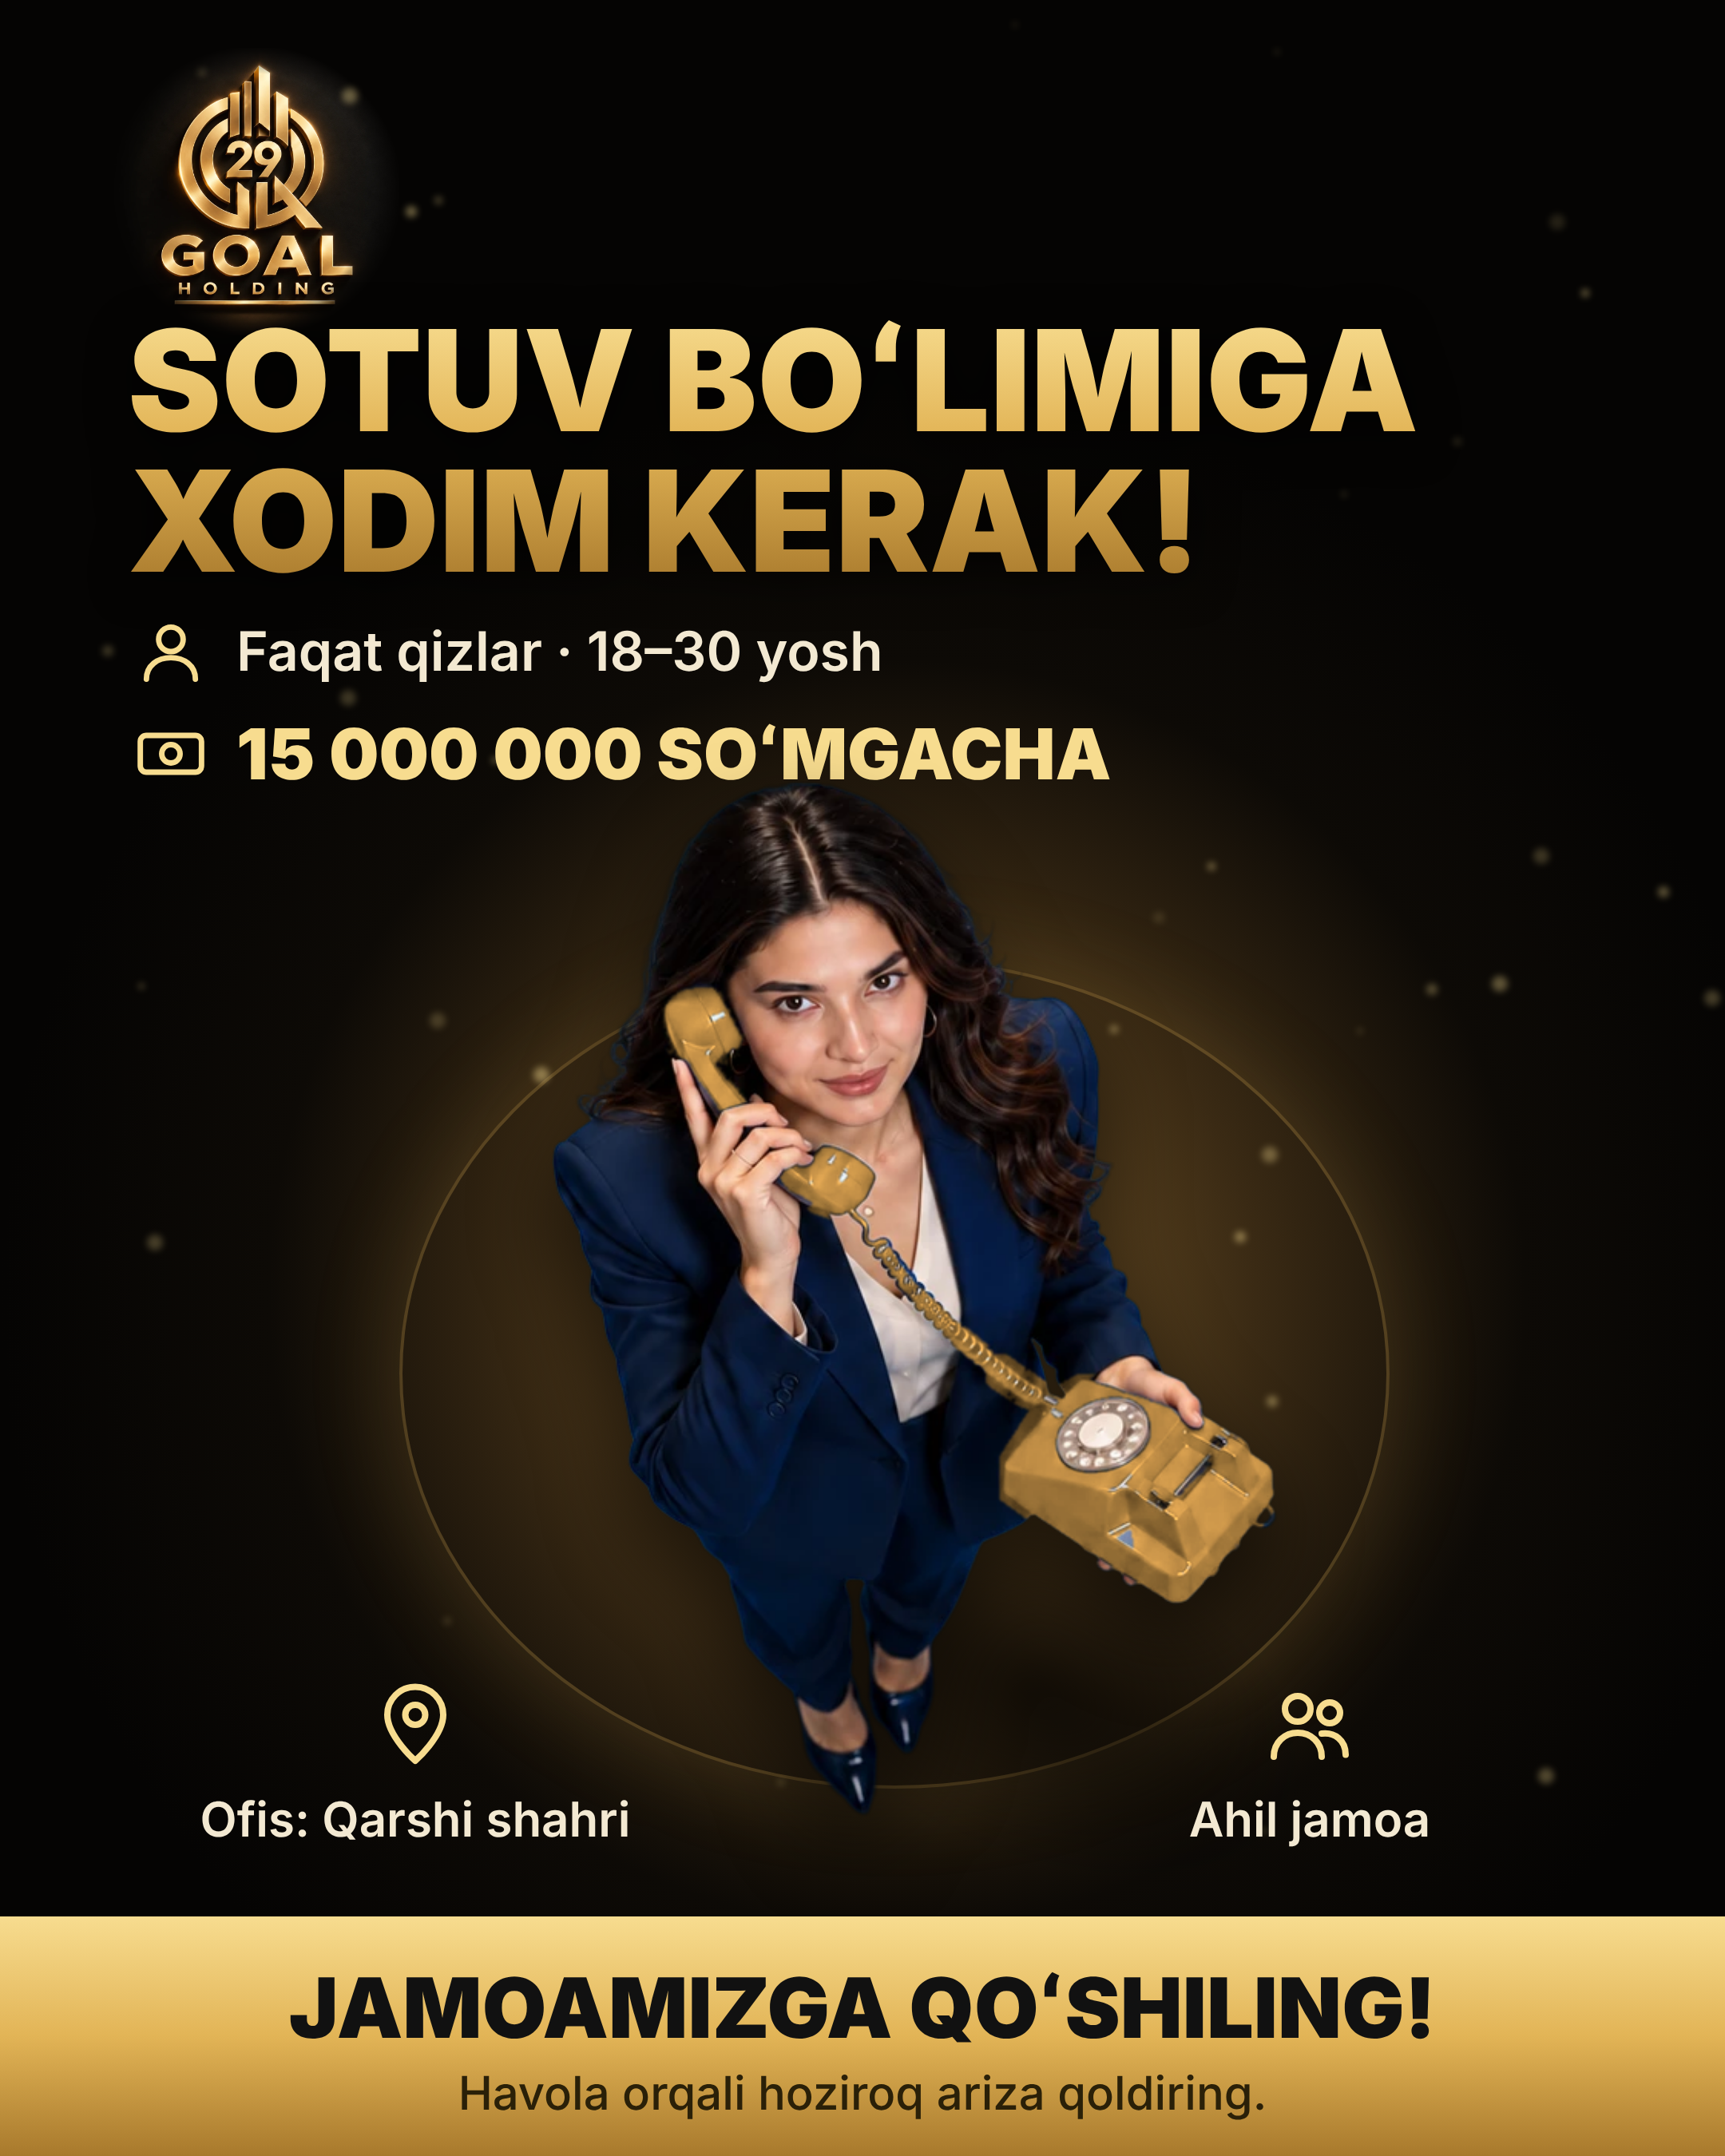 29
GOAL
HOLDING
SOTUV BO‘LIMIGA
XODIM KERAK!
Faqat qizlar · 18–30 yosh
15 000 000 SO‘MGACHA
Ofis: Qarshi shahri
Ahil jamoa
JAMOAMIZGA QO‘SHILING!
Havola orqali hoziroq ariza qoldiring.